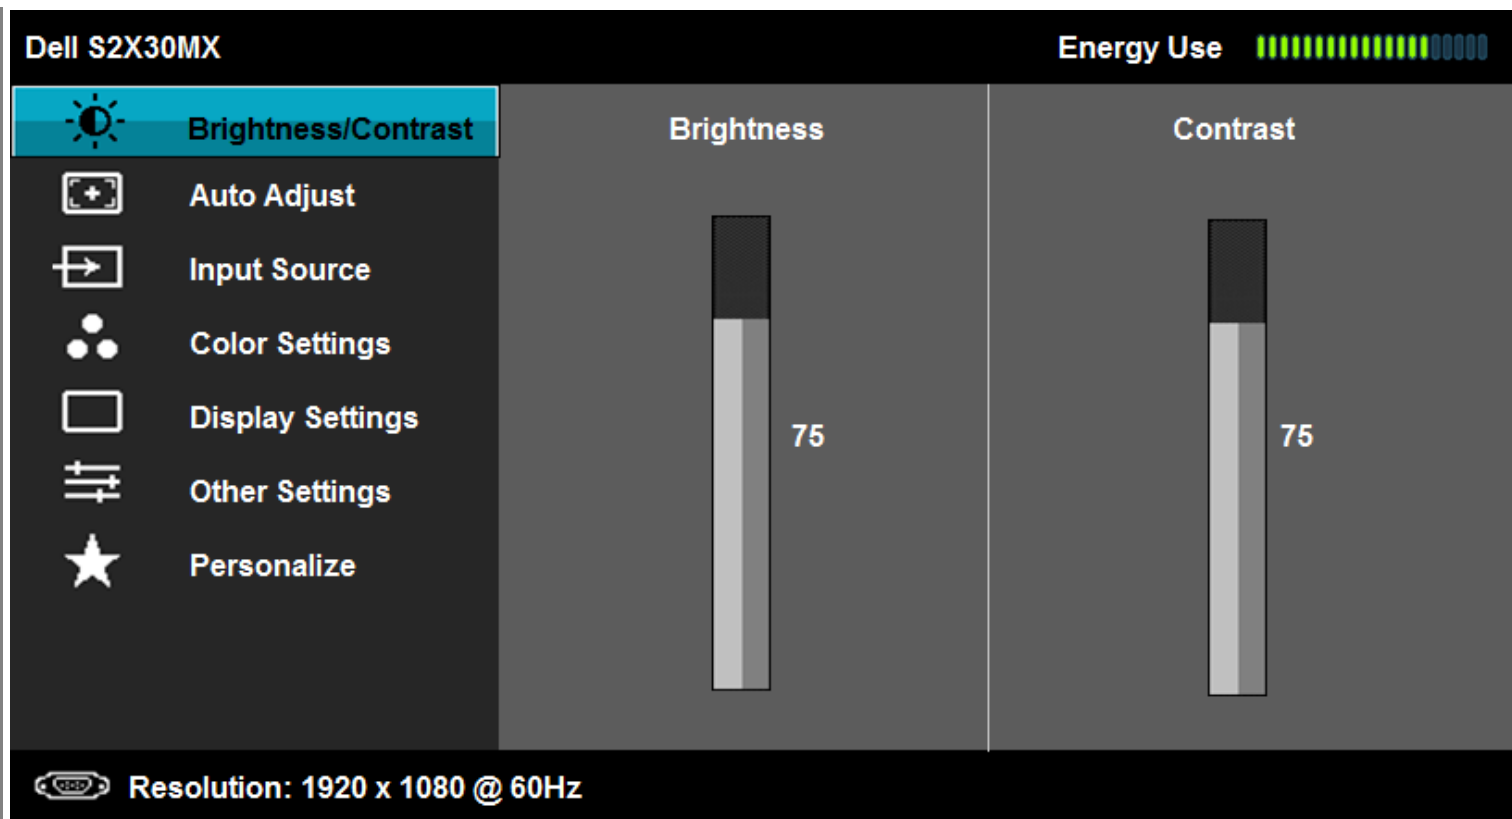 Dell S2X30MX
Energy Use
Brightness/Contrast
Auto Adjust
Input Source
Color Settings
Display Settings
Other Settings
Personalize
Brightness
75
Contrast
75
Resolution: 1920 x 1080 @ 60Hz